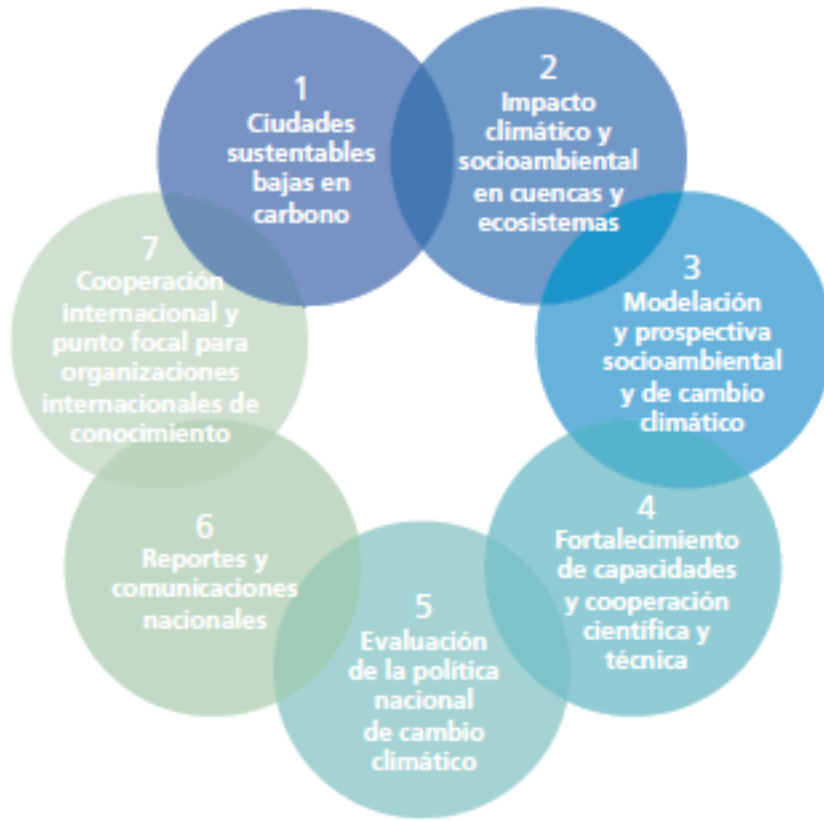 1
Ciudades
sustentables
bajas en
carbono
2
Impacto
climático y
socioambiental
en cuencas y
ecosistemas
3
Modelación
y prospectiva
socioambiental
y de cambio
climático
4
Fortalecimiento
de capacidades
y cooperación
científica y
técnica
5
Evaluación
de la política
nacional
de cambio
climático
6
Reportes y
comunicaciones
nacionales
7
Cooperación
internacional y
punto focal para
organizaciones
internacionales de
conocimiento